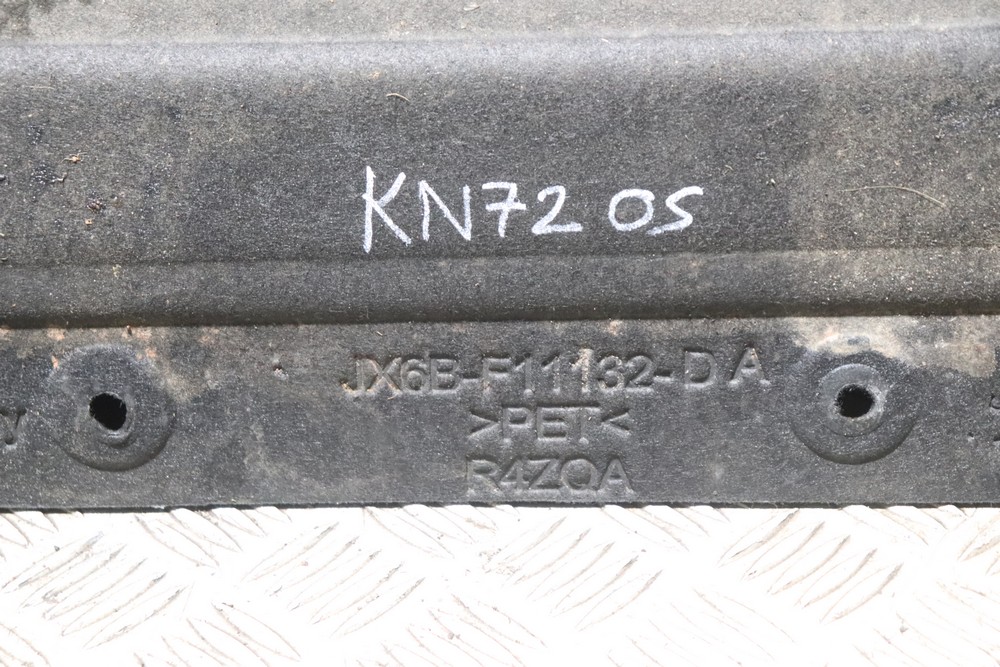 KN72 OS
JX6B-F11132-DA
>PET<
R4ZQA